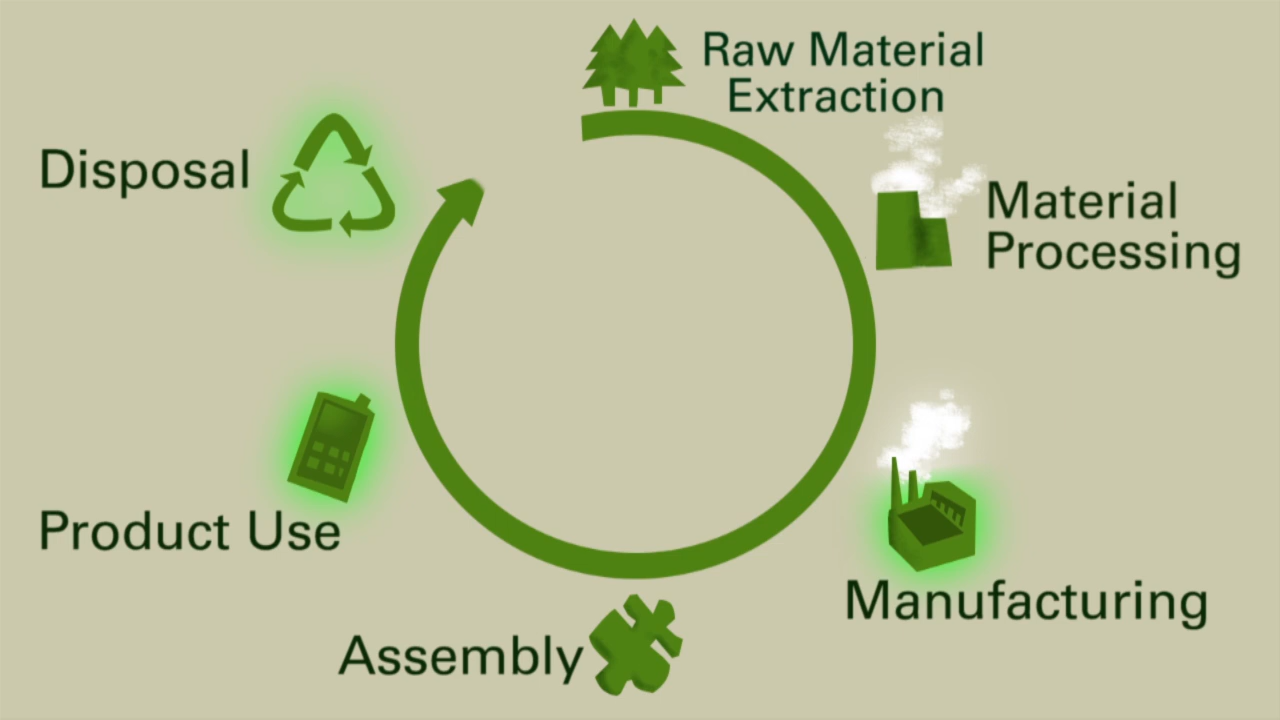 Raw Material
Extraction
Material
Processing
Manufacturing
Assembly
Product Use
Disposal